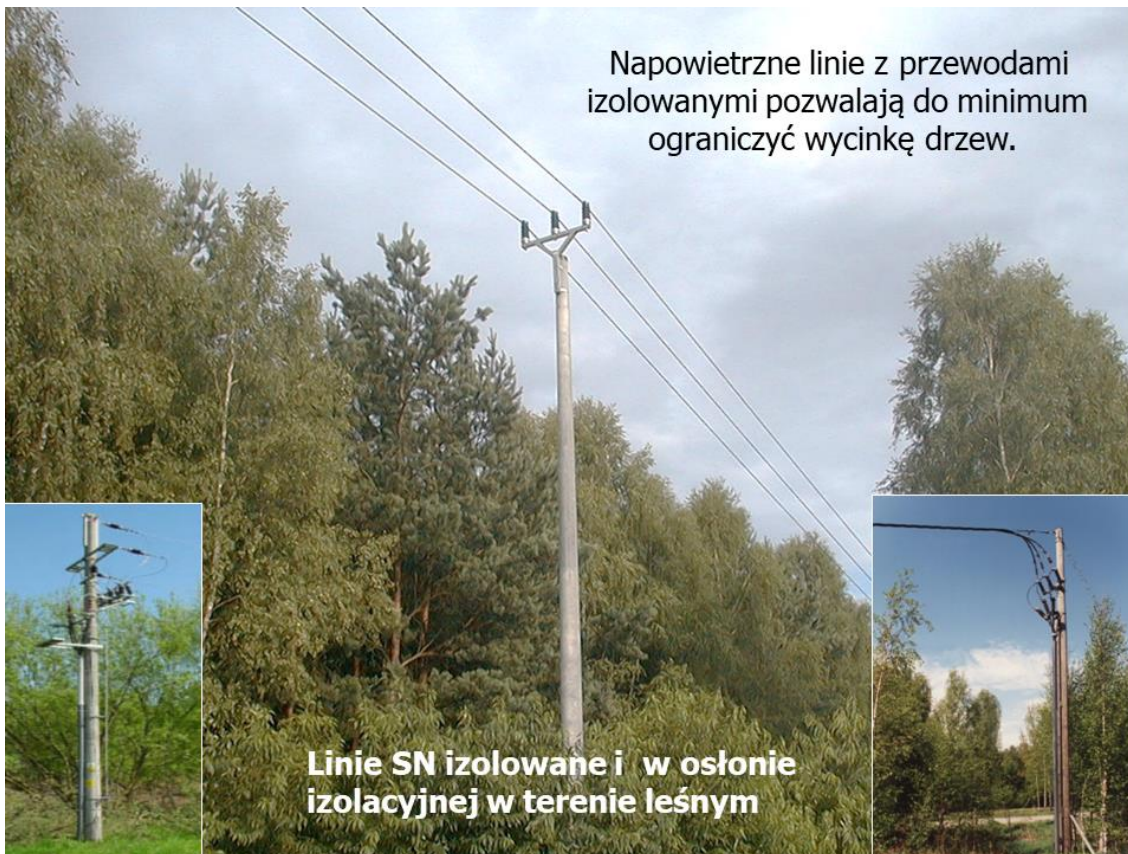 Napowietrzne linie z przewodami
izolowanymi pozwalają do minimum
ograniczyć wycinkę drzew.
Linie SN izolowane i w osłonie
izolacyjnej w terenie leśnym